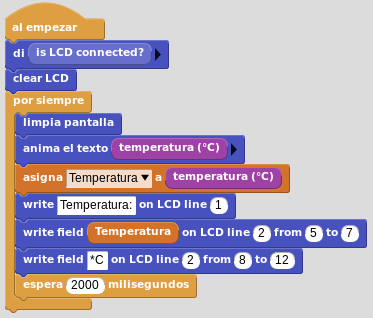 al empezar
di is LCD connected?
clear LCD
por siempre
limpia pantalla
anima el texto temperatura (°C)
asigna Temperatura a temperatura (°C)
write Temperatura: on LCD line 1
write field Temperatura on LCD line 2 from 5 to 7
write field °C on LCD line 2 from 8 to 12
espera 2000 milisegundos